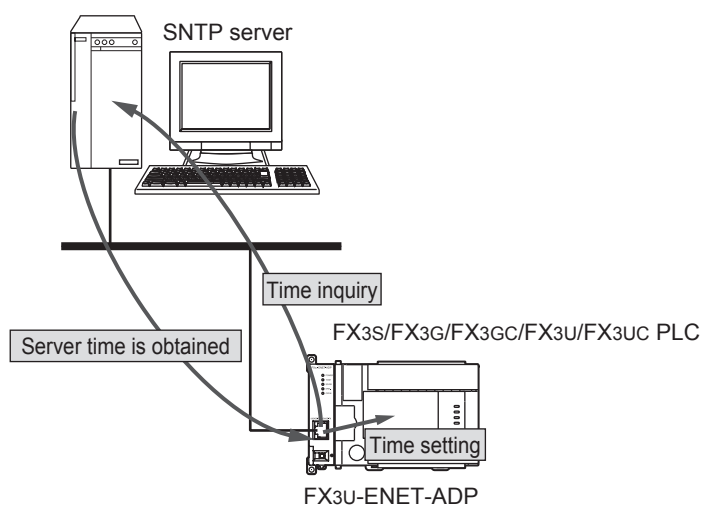 SNTP server
Time inquiry
Server time is obtained
FX3S/FX3G/FX3GC/FX3U/FX3UC PLC
Time setting
FX3U-ENET-ADP